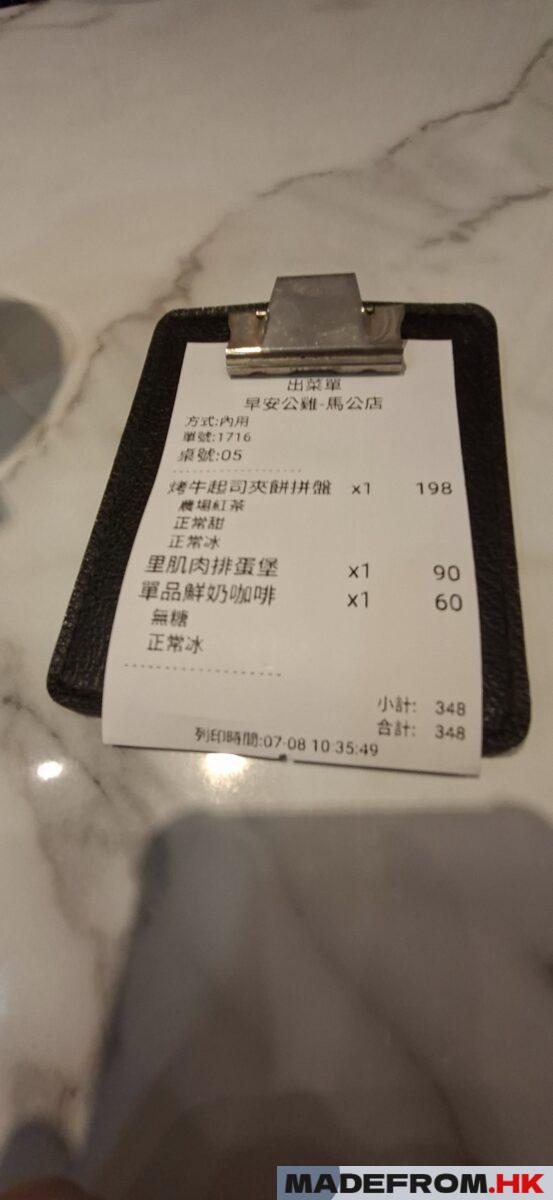 出菜單
早安公雞-馬公店
方式:內用
單號:1716
桌號:05
烤牛起司夾餅拼盤 x1 198
農場紅茶
正常甜
正常冰
里肌肉排蛋堡 x1 90
單品鮮奶咖啡 x1 60
無糖
正常冰
小計: 348
合計: 348
列印時間:07-08 10:35:49
MADEFROM.HK